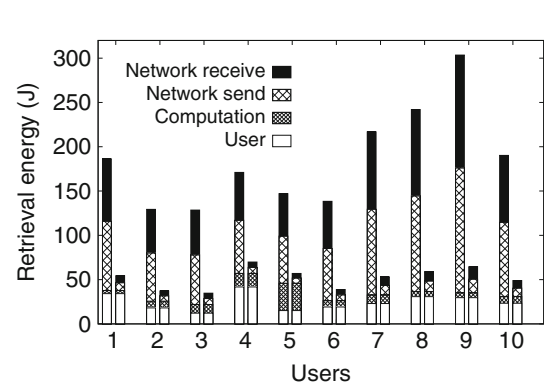 Retrieval energy (J)
300
250
200
150
100
50
0
Network receive
Network send
Computation
User
1 2 3 4 5 6 7 8 9 10
Users